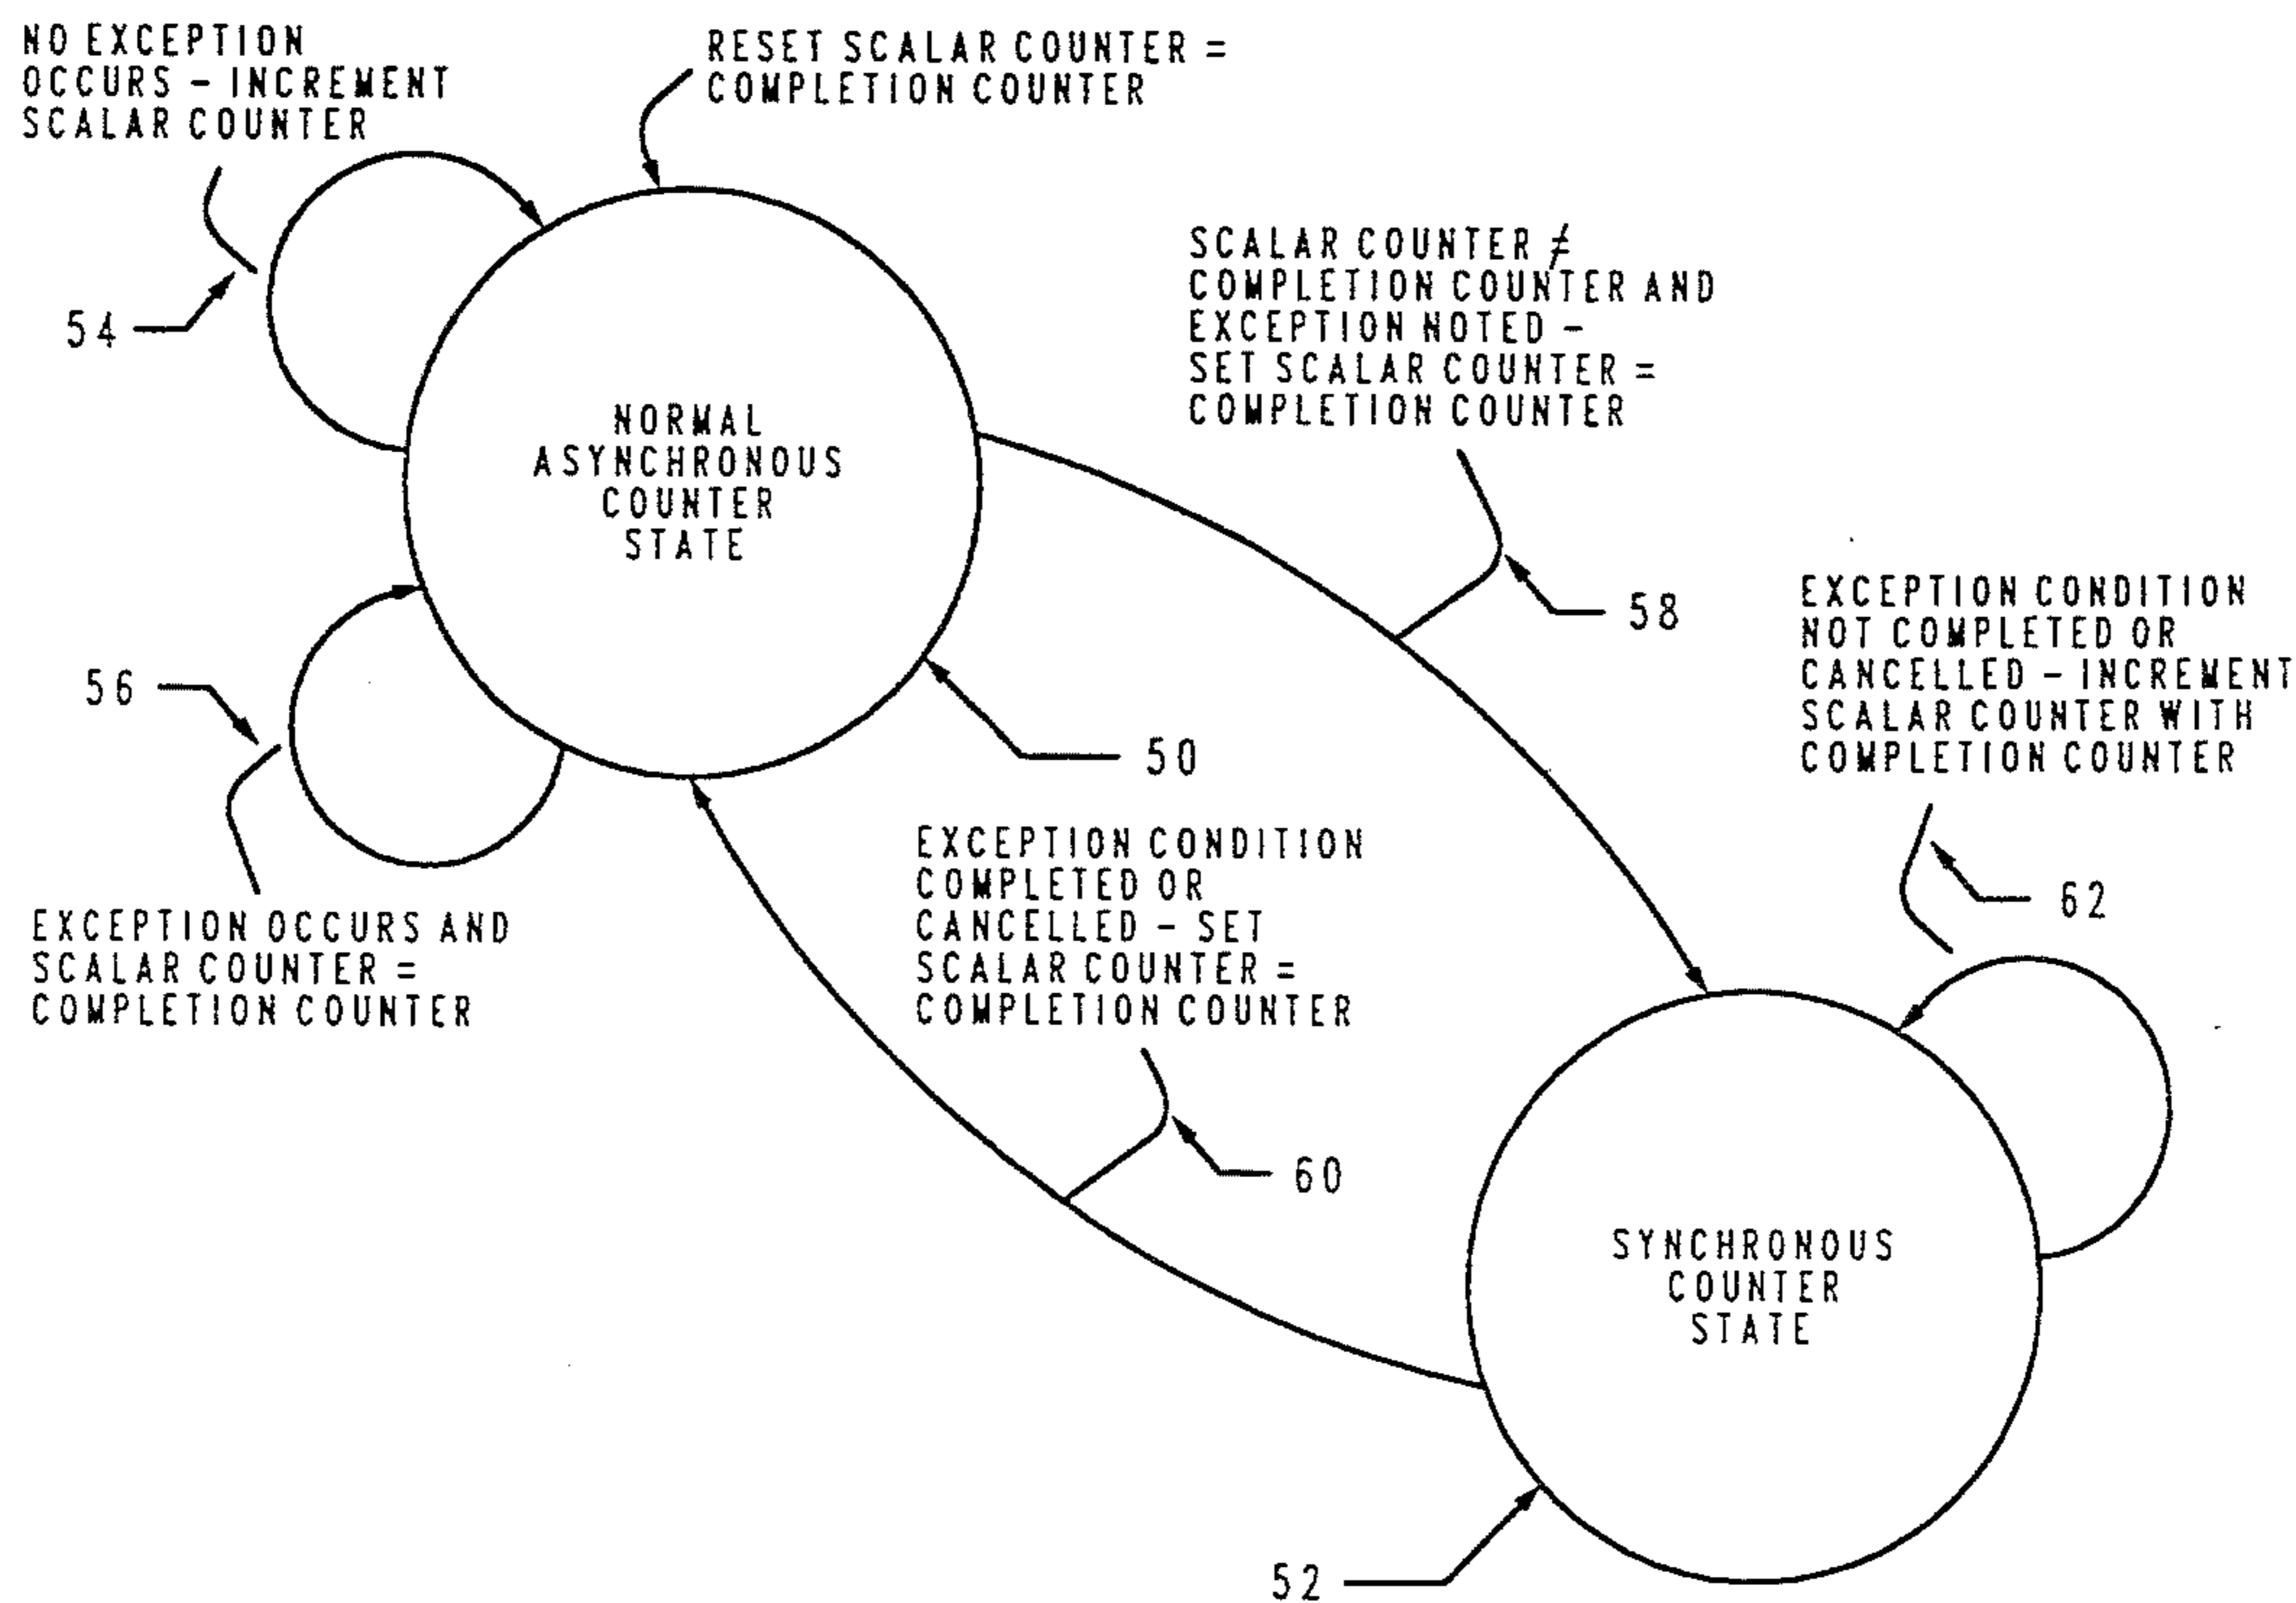 NO EXCEPTION
OCCURS - INCREMENT
SCALAR COUNTER
RESET SCALAR COUNTER =
COMPLETION COUNTER
54
SCALAR COUNTER ≠
COMPLETION COUNTER AND
EXCEPTION NOTED -
SET SCALAR COUNTER =
COMPLETION COUNTER
NORMAL
ASYNCHRONOUS
COUNTER
STATE
58
EXCEPTION CONDITION
NOT COMPLETED OR
CANCELLED - INCREMENT
SCALAR COUNTER WITH
COMPLETION COUNTER
56
50
EXCEPTION CONDITION
COMPLETED OR
CANCELLED - SET
SCALAR COUNTER =
COMPLETION COUNTER
62
EXCEPTION OCCURS AND
SCALAR COUNTER =
COMPLETION COUNTER
60
SYNCHRONOUS
COUNTER
STATE
52